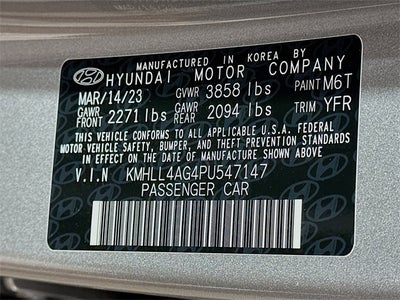 MANUFACTURED IN KOREA BY
HYUNDAI MOTOR COMPANY
MAR/14/23 GVWR 3858 lbs PAINT M6T
GAWR FRONT 2271 lbs GAWR REAR 2094 lbs TRIM YFR
THIS VEHICLE CONFORMS TO ALL APPLICABLE U.S.A. FEDERAL
MOTOR VEHICLE SAFETY, BUMPER, AND THEFT PREVENTION STANDARDS
IN EFFECT ON THE DATE OF MANUFACTURE SHOWN ABOVE.
V.I.N KMHLL4AG4PU547147
PASSENGER CAR